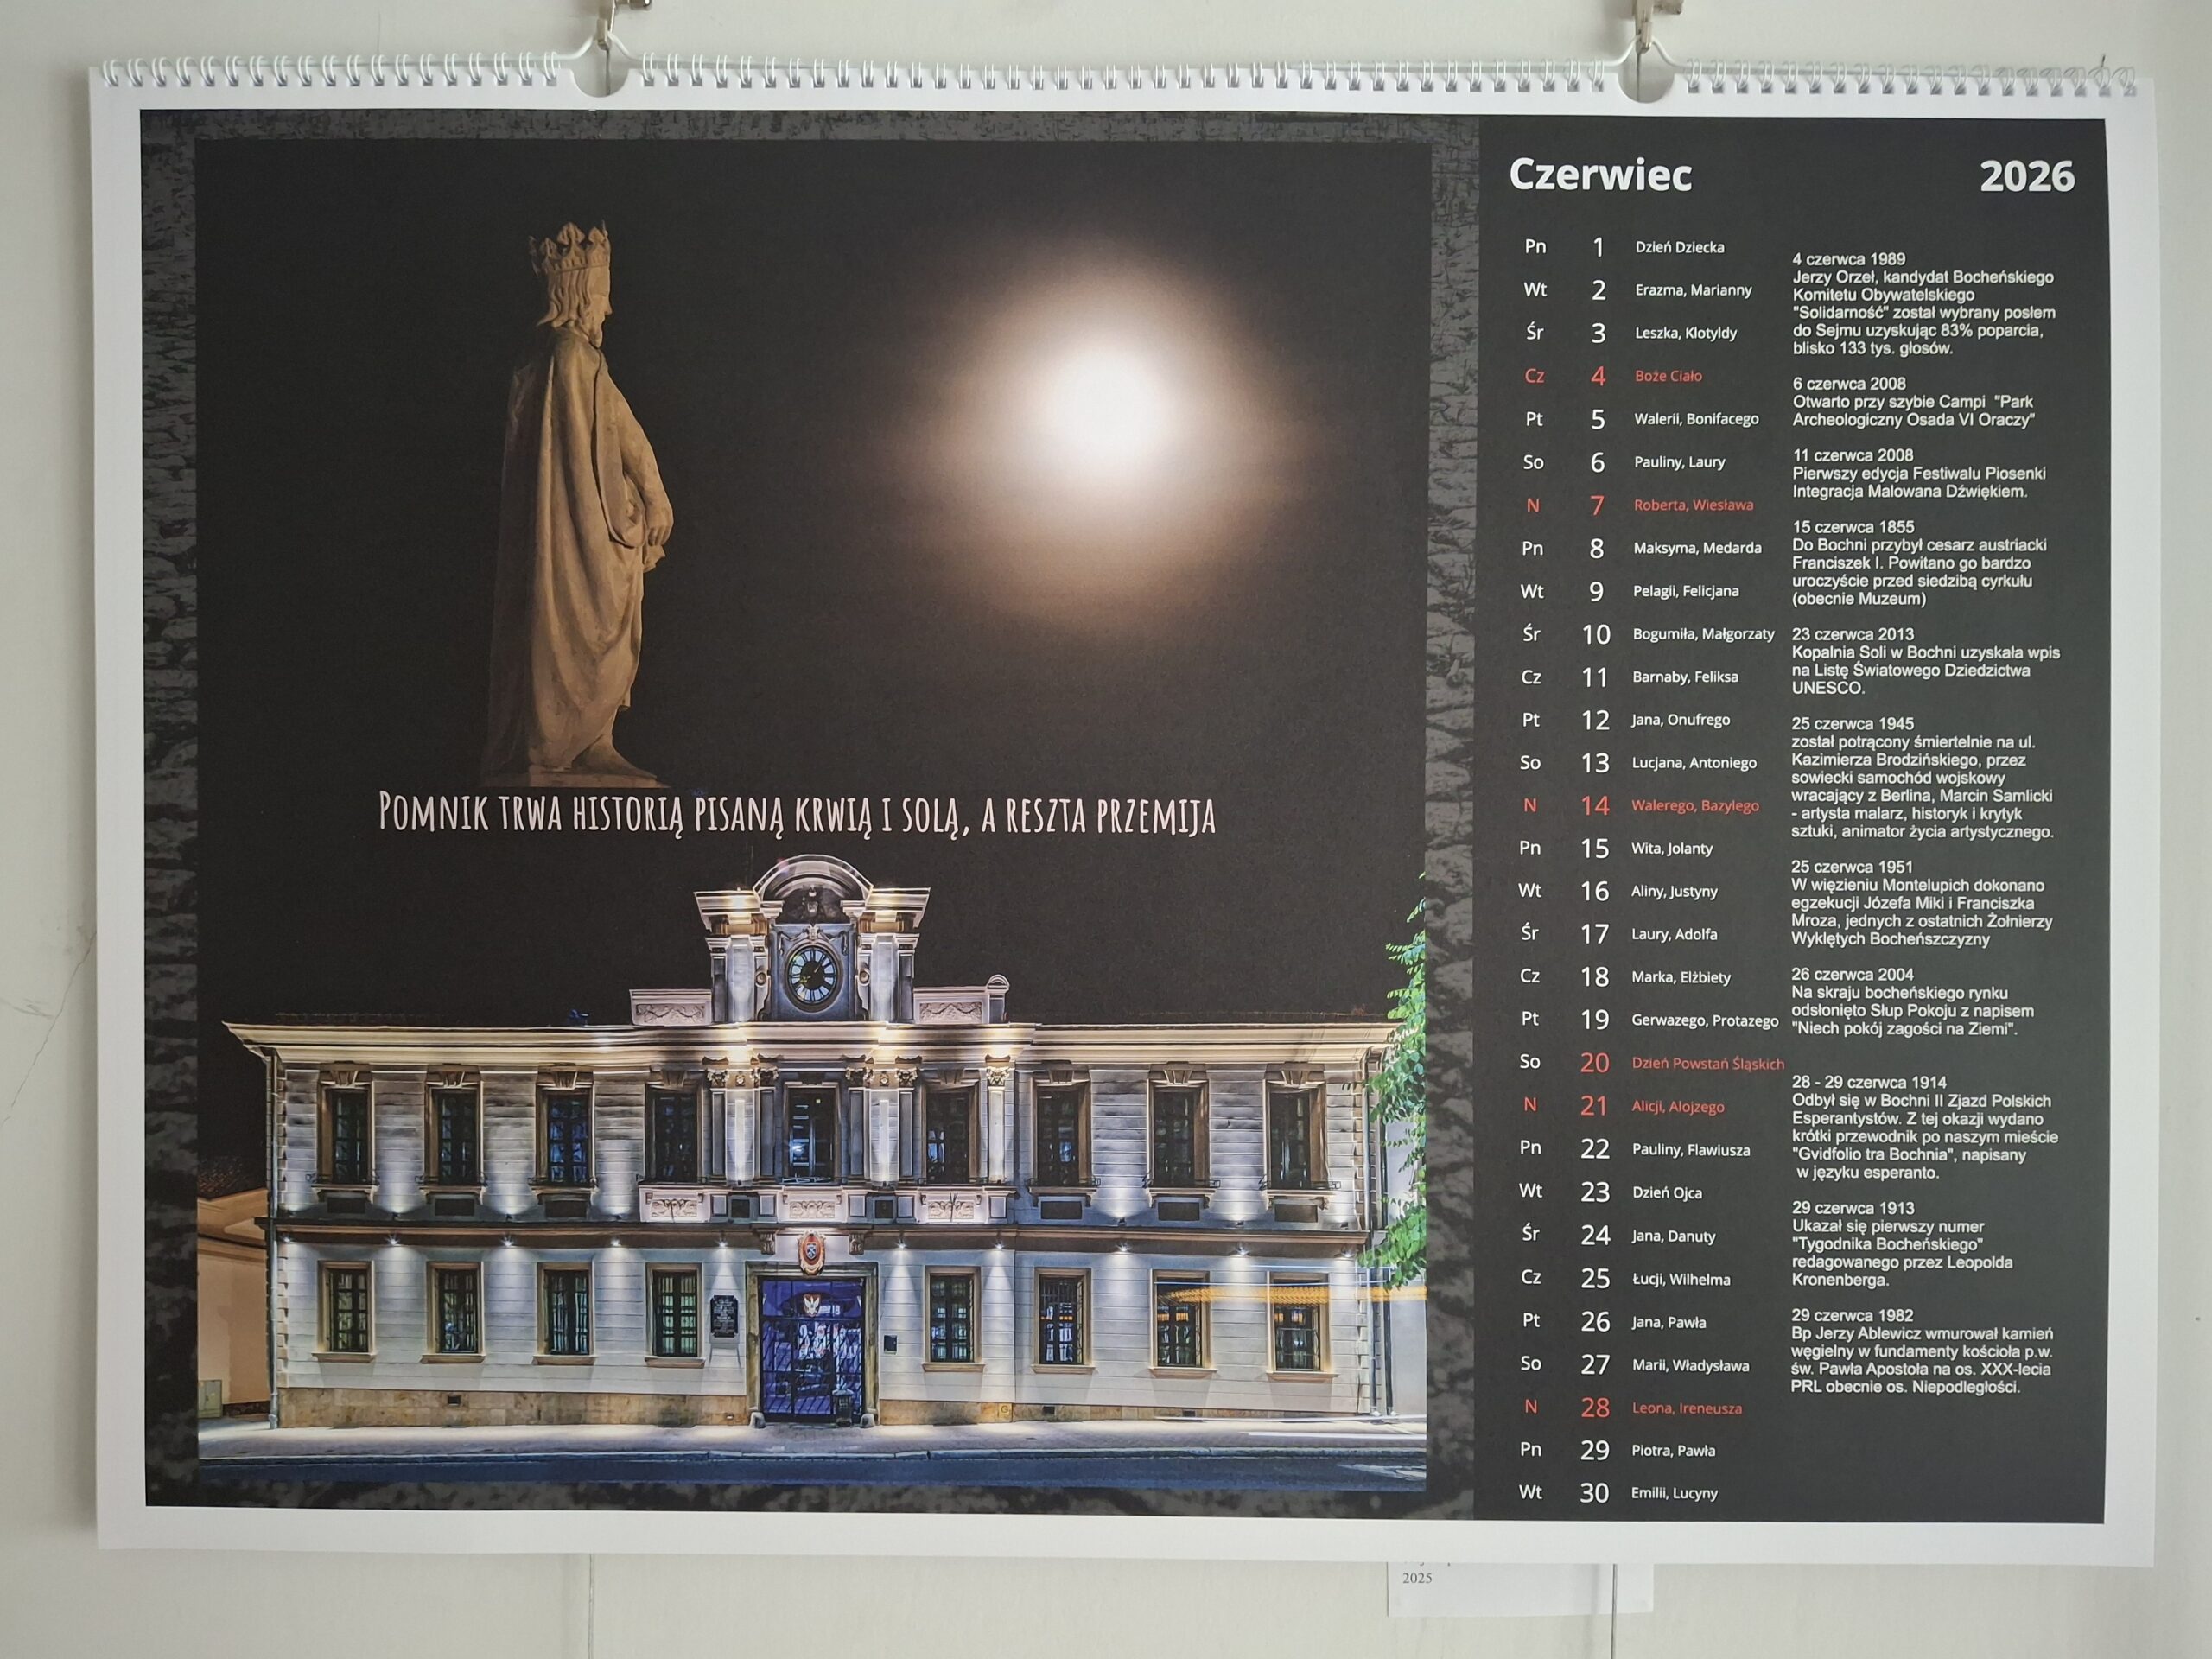 Czerwiec 2026
Pn 1 Dzień Dziecka
Wt 2 Erazma, Marianny
Śr 3 Leszka, Klotyldy
Cz 4 Boże Ciało
Pt 5 Walerii, Bonifacego
So 6 Pauliny, Laury
N 7 Roberta, Wiesława
Pn 8 Maksyma, Medarda
Wt 9 Pelagii, Felicjana
Śr 10 Bogumiła, Małgorzaty
Cz 11 Barnaby, Feliksa
Pt 12 Jana, Onufrego
So 13 Lucjana, Antoniego
N 14 Walerego, Bazylego
Pn 15 Wita, Jolanty
Wt 16 Aliny, Justyny
Śr 17 Laury, Adolfa
Cz 18 Marka, Elżbiety
Pt 19 Gerwazego, Protazego
So 20 Dzień Powstań Śląskich
N 21 Alicji, Alojzego
Pn 22 Pauliny, Flawiusza
Wt 23 Dzień Ojca
Śr 24 Jana, Danuty
Cz 25 Łucji, Wilhelma
Pt 26 Jana, Pawła
So 27 Marii, Władysława
N 28 Leona, Ireneusza
Pn 29 Piotra, Pawła
Wt 30 Emilii, Lucyny
4 czerwca 1989
Jerzy Orzeł, kandydat Bocheńskiego
Komitetu Obywatelskiego
"Solidarność" został wybrany posłem
do Sejmu uzyskując 83% poparcia,
blisko 133 tys. głosów.
6 czerwca 2008
Otwarto przy szybie Campi "Park
Archeologiczny Osada VI Oraczy"
11 czerwca 2008
Pierwszy edycja Festiwalu Piosenki
Integracja Malowana Dźwiękiem.
15 czerwca 1855
Do Bochni przybył cesarz austriacki
Franciszek I. Powitano go bardzo
uroczyście przed siedzibą cyrkułu
(obecnie Muzeum)
23 czerwca 2013
Kopalnia Soli w Bochni uzyskała wpis
na Listę Światowego Dziedzictwa
UNESCO.
25 czerwca 1945
został potrącony śmiertelnie na ul.
Kazimierza Brodzińskiego, przez
sowiecki samochód wojskowy
wracający z Berlina, Marcin Samlicki
- artysta malarz, historyk i krytyk
sztuki, animator życia artystycznego.
25 czerwca 1951
W więzieniu Montelupich dokonano
egzekucji Józefa Miki i Franciszka
Mroza, jednych z ostatnich Żołnierzy
Wyklętych Bocheńszczyzny
26 czerwca 2004
Na skraju bocheńskiego rynku
odsłonięto Słup Pokoju z napisem
"Niech pokój zagości na Ziemi".
28 - 29 czerwca 1914
Odbył się w Bochni II Zjazd Polskich
Esperantystów. Z tej okazji wydano
krótki przewodnik po naszym mieście
"Gvidfolio tra Bochnia", napisany
w języku esperanto.
29 czerwca 1913
Ukazał się pierwszy numer
"Tygodnika Bocheńskiego"
redagowanego przez Leopolda
Kronenberga.
29 czerwca 1982
Bp Jerzy Ablewicz wmurował kamień
węgielny w fundamenty kościoła p.w.
św. Pawła Apostoła na os. XXX-lecia
PRL obecnie os. Niepodległości.
POMNIK TRWA HISTORIĄ PISANĄ KRWIĄ I SOLĄ, A RESZTA PRZEMIJA
2025